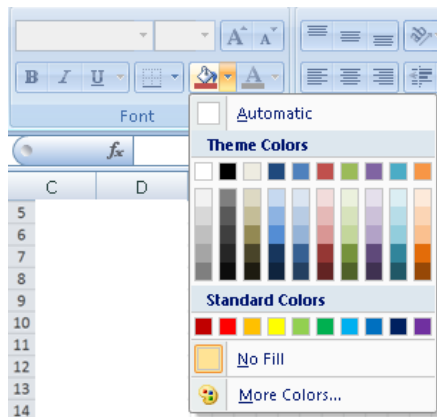 A A
B I U A
Font
Automatic
Theme Colors
fx
C D
5
6
7
8
9
10
11
12
13
14
Standard Colors
No Fill
More Colors...